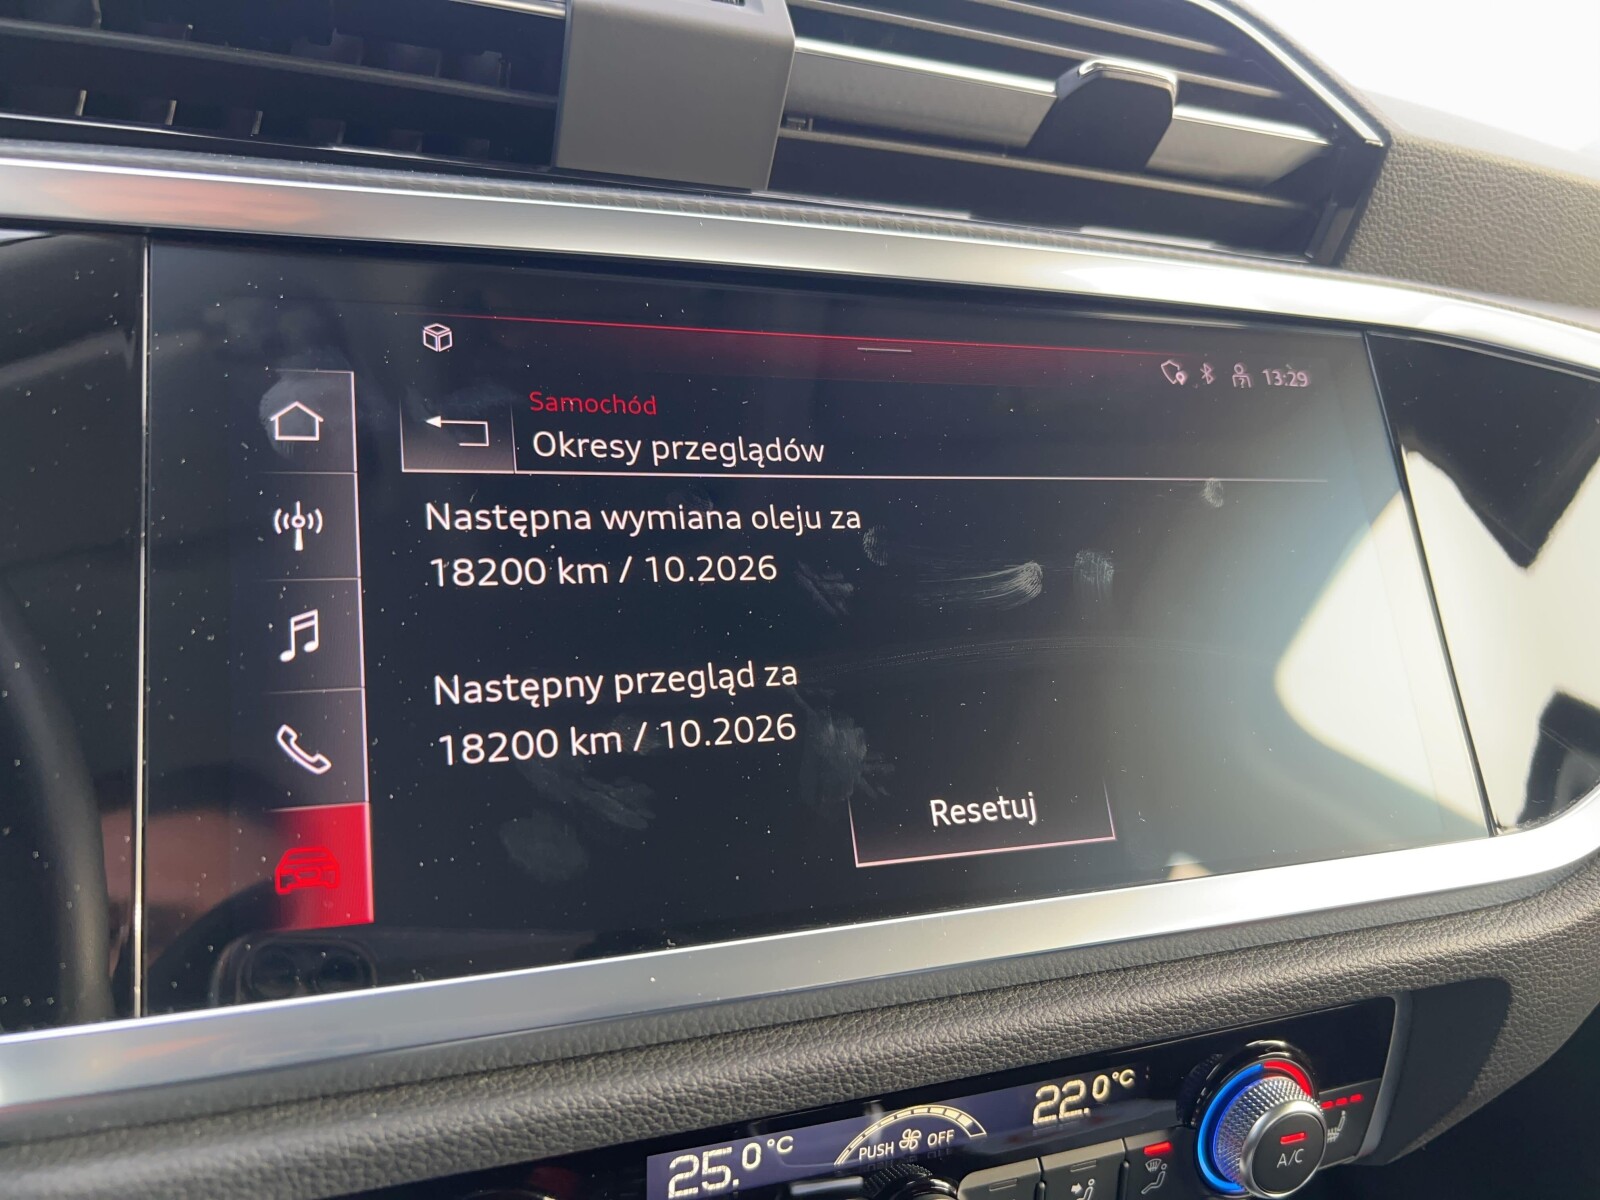 13:29
Samochód
Okresy przeglądów
Następna wymiana oleju za
18200 km / 10.2026
Następny przegląd za
18200 km / 10.2026
Resetuj
25.0°C
PUSH OFF
22.0°C
A/C